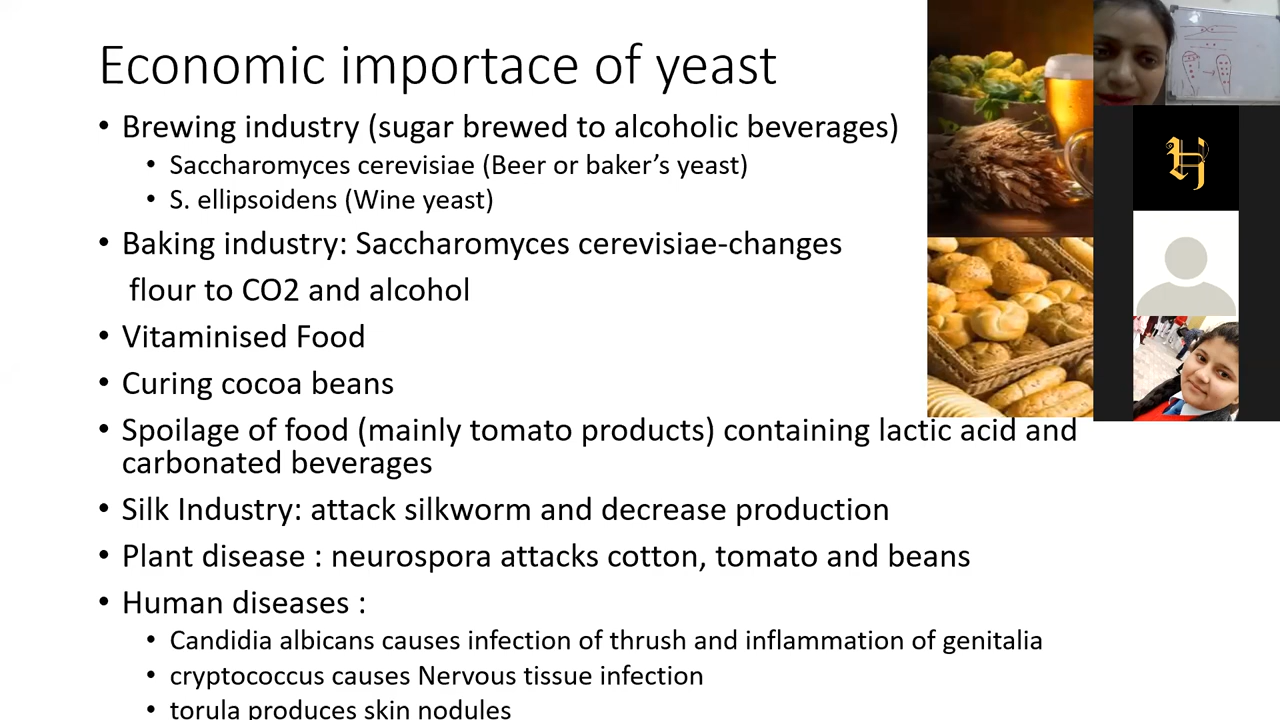 Economic importace of yeast
• Brewing industry (sugar brewed to alcoholic beverages)
• Saccharomyces cerevisiae (Beer or baker’s yeast)
• S. ellipsoidens (Wine yeast)
• Baking industry: Saccharomyces cerevisiae-changes
flour to CO2 and alcohol
• Vitaminised Food
• Curing cocoa beans
• Spoilage of food (mainly tomato products) containing lactic acid and
carbonated beverages
• Silk Industry: attack silkworm and decrease production
• Plant disease : neurospora attacks cotton, tomato and beans
• Human diseases :
• Candidia albicans causes infection of thrush and inflammation of genitalia
• cryptococcus causes Nervous tissue infection
• torula produces skin nodules